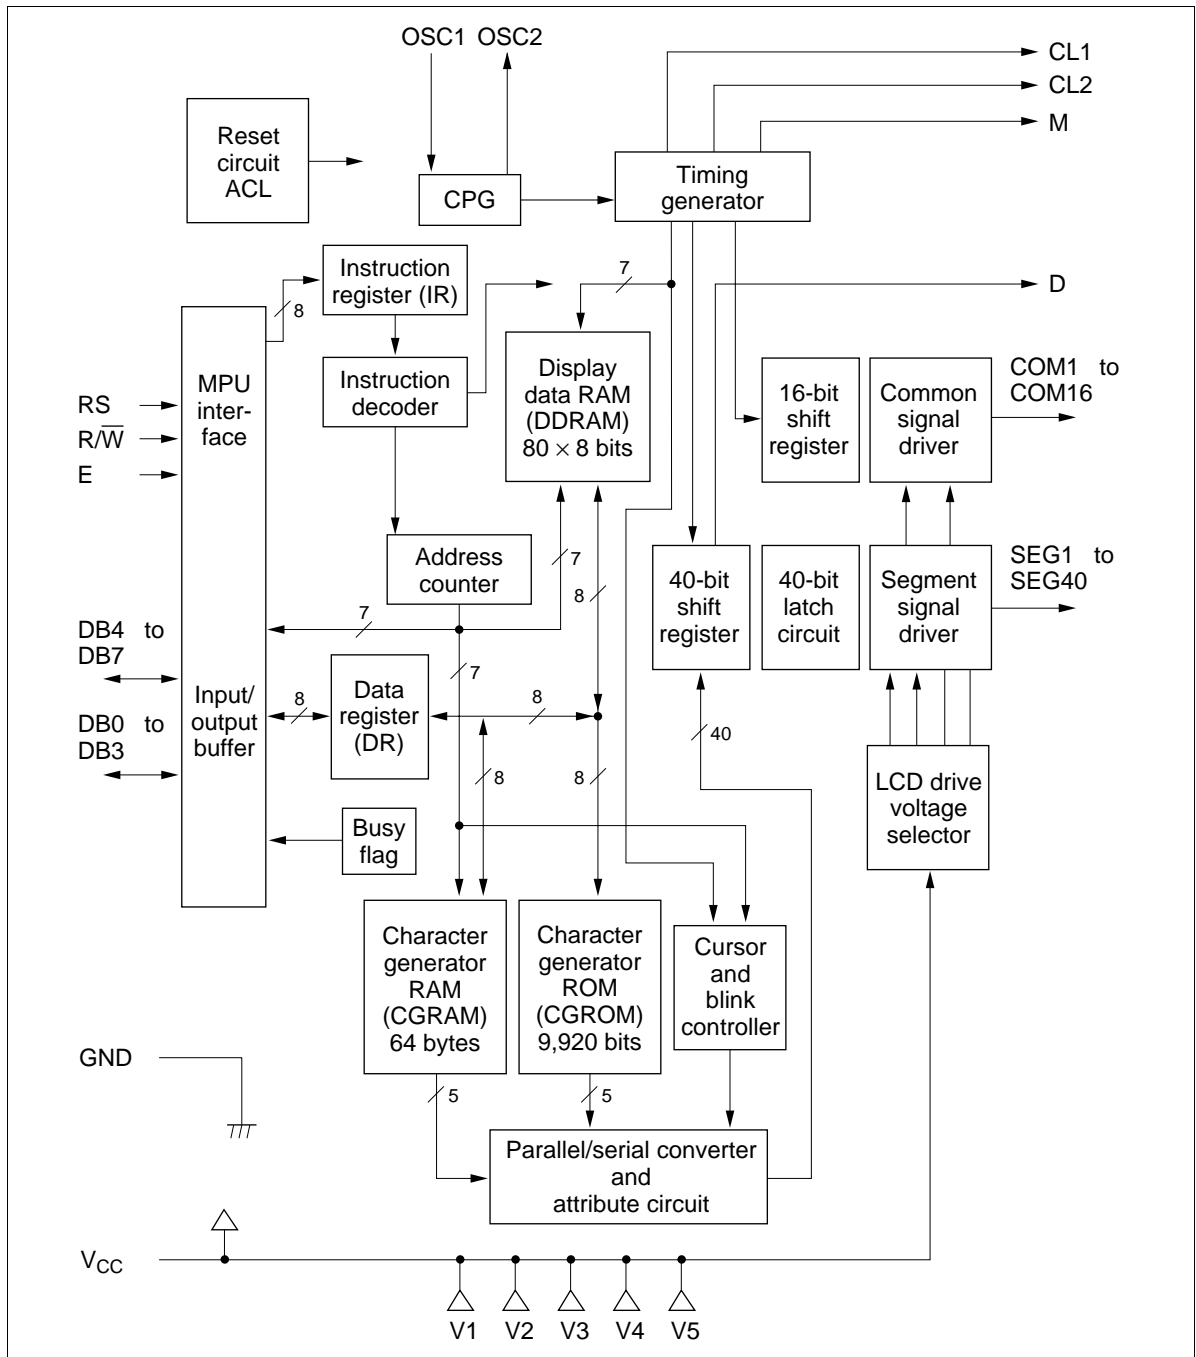 OSC1 OSC2
CL1
CL2
M
Reset
circuit
ACL
CPG
Timing
generator
Instruction
register (IR)
8
7
D
MPU
inter-
face
Instruction
decoder
Display
data RAM
(DDRAM)
80 × 8 bits
16-bit
shift
register
Common
signal
driver
COM1 to
COM16
RS
R/W̅
E
Address
counter
7
8
40-bit
shift
register
40-bit
latch
circuit
Segment
signal
driver
SEG1 to
SEG40
DB4 to
DB7
7
7
Input/
output
buffer
8
Data
register
(DR)
8
DB0 to
DB3
8
8
40
LCD drive
voltage
selector
Busy
flag
Character
generator
RAM
(CGRAM)
64 bytes
Character
generator
ROM
(CGROM)
9,920 bits
Cursor
and
blink
controller
GND
5
5
Parallel/serial converter
and
attribute circuit
VCC
V1 V2 V3 V4 V5